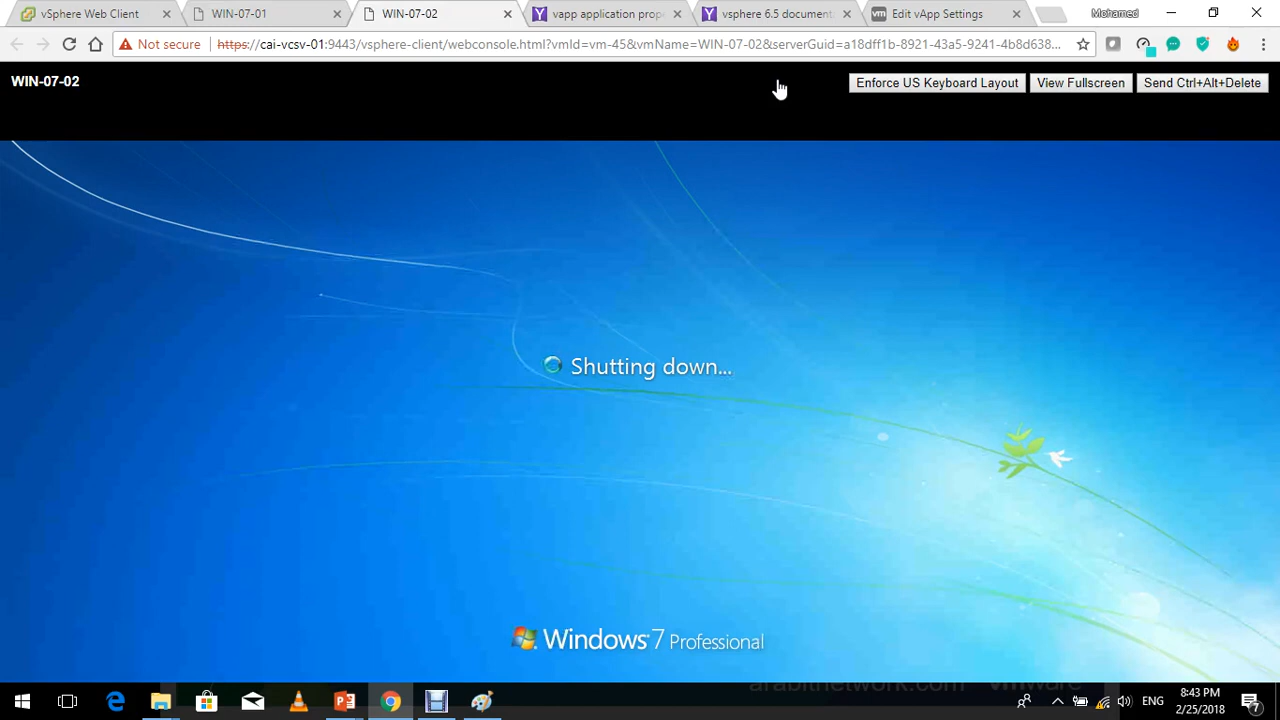 vSphere Web Client
WIN-07-01
WIN-07-02
vapp application prop
vsphere 6.5 document
vm Edit vApp Settings
Mohamed
Not secure https://cai-vcsv-01:9443/vsphere-client/webconsole.html?vmId=vm-45&vmName=WIN-07-02&serverGuid=a18dff1b-8921-43a5-9241-4b8d638...
WIN-07-02
Enforce US Keyboard Layout
View Fullscreen
Send Ctrl+Alt+Delete
Shutting down...
Windows 7 Professional
arabitnetwork.com vmware
ENG
8:43 PM
2/25/2018
7